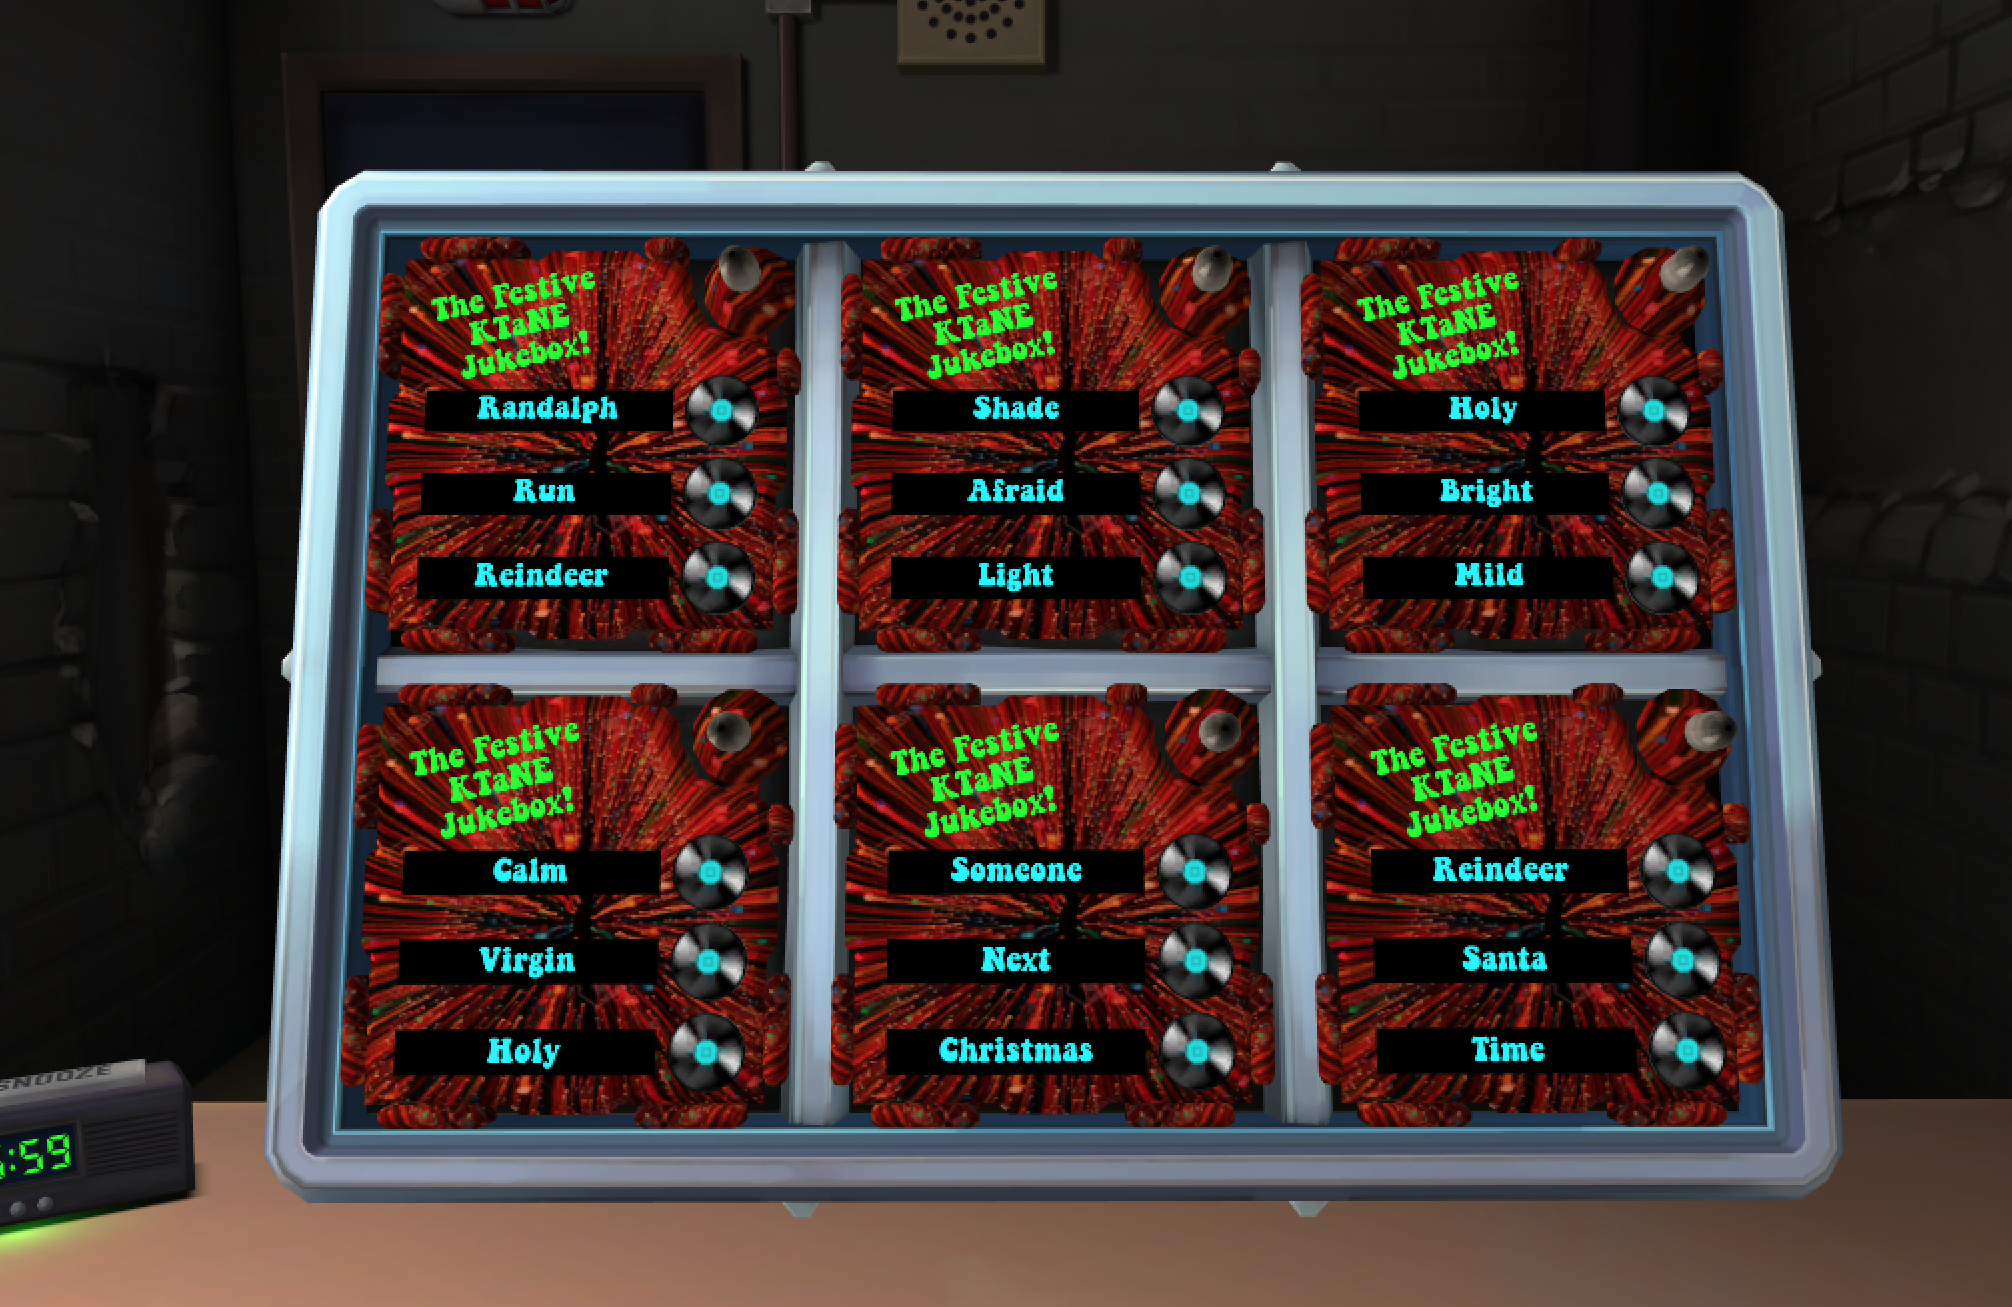 The Festive
KTaNE
Jukebox!
Randalph
Run
Reindeer
The Festive
KTaNE
Jukebox!
Shade
Afraid
Light
The Festive
KTaNE
Jukebox!
Holy
Bright
Mild
The Festive
KTaNE
Jukebox!
Calm
Virgin
Holy
The Festive
KTaNE
Jukebox!
Someone
Next
Christmas
The Festive
KTaNE
Jukebox!
Reindeer
Santa
Time
SNOOZE
:59